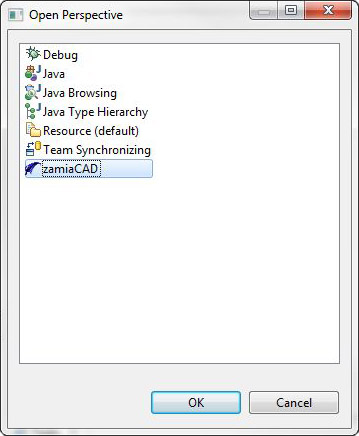 Open Perspective
Debug
Java
Java Browsing
Java Type Hierarchy
Resource (default)
Team Synchronizing
zamiaCAD
OK
Cancel